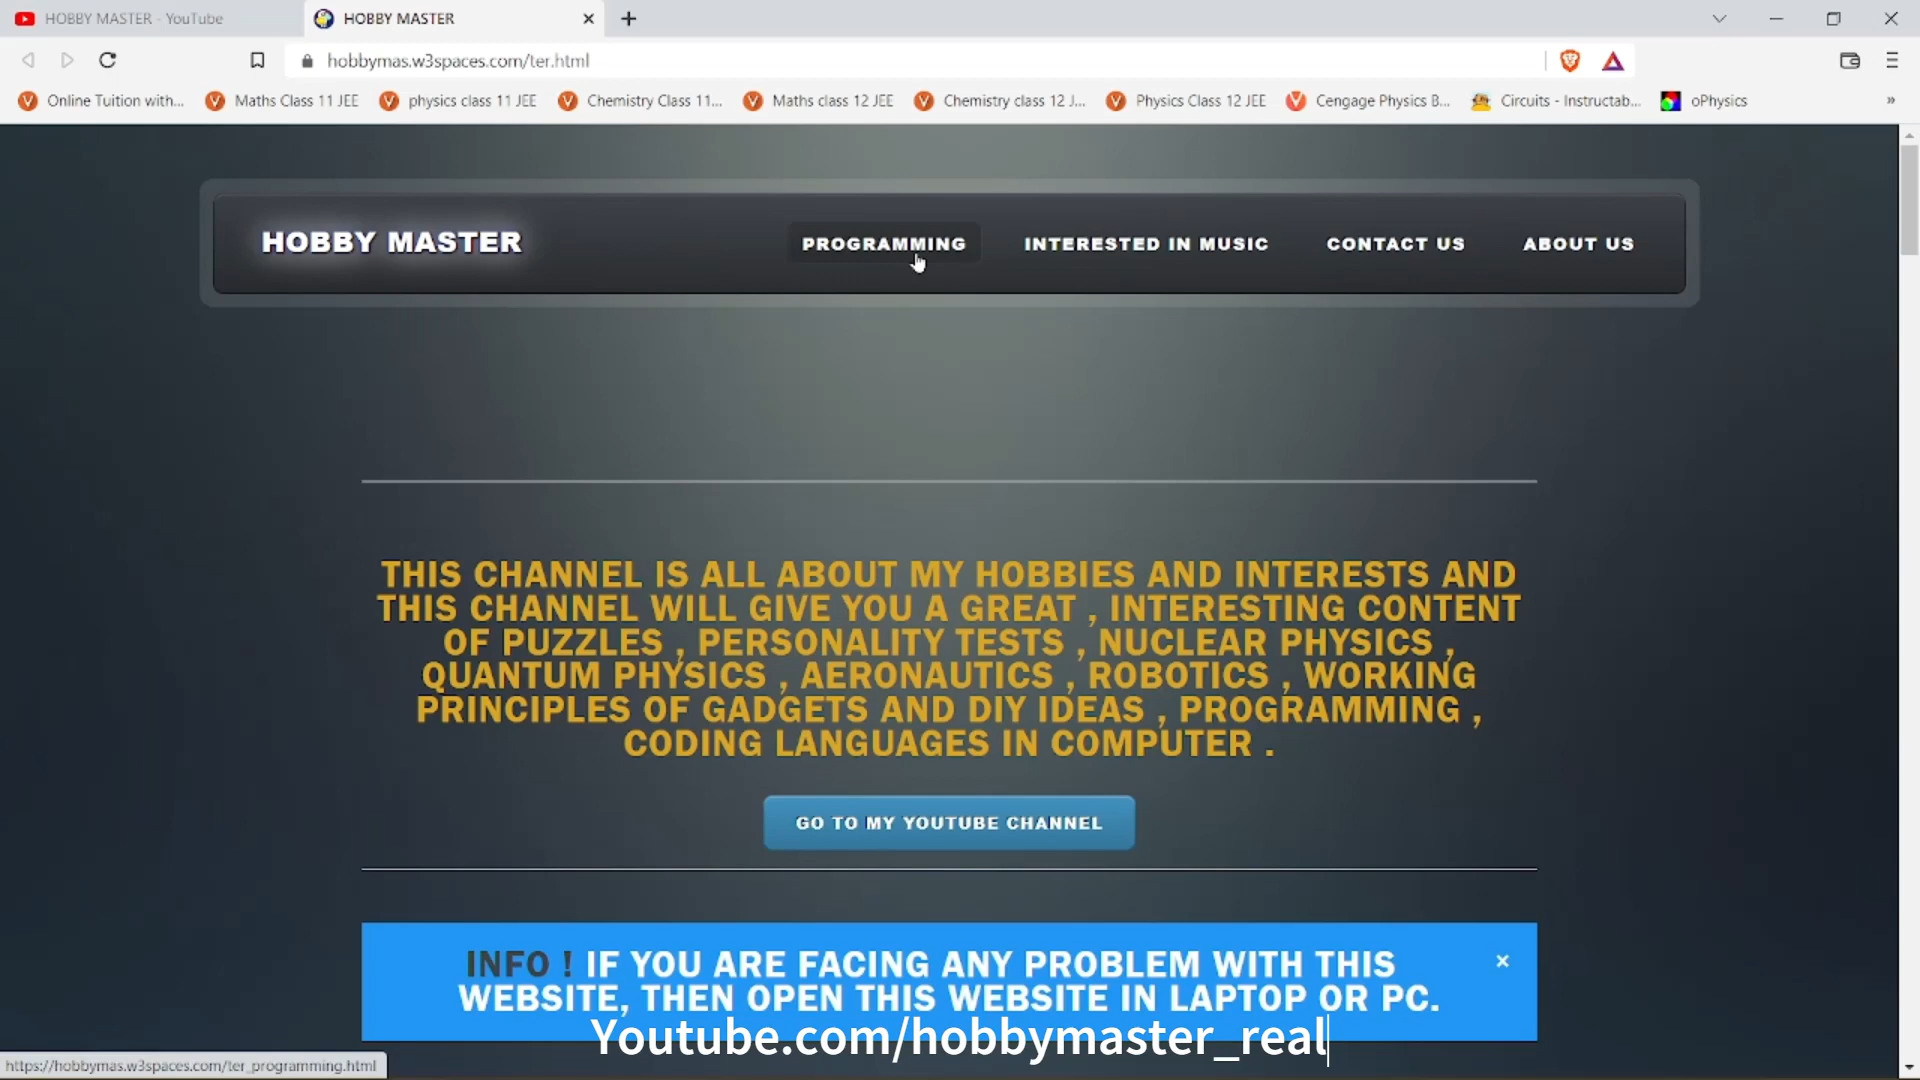 HOBBY MASTER - YouTube
HOBBY MASTER
hobbymas.w3spaces.com/ter.html
Online Tuition with...
Maths Class 11 JEE
physics class 11 JEE
Chemistry Class 11...
Maths class 12 JEE
Chemistry class 12 J...
Physics Class 12 JEE
Cengage Physics B...
Circuits - Instructab...
oPhysics
HOBBY MASTER
PROGRAMMING
INTERESTED IN MUSIC
CONTACT US
ABOUT US
THIS CHANNEL IS ALL ABOUT MY HOBBIES AND INTERESTS AND
THIS CHANNEL WILL GIVE YOU A GREAT , INTERESTING CONTENT
OF PUZZLES , PERSONALITY TESTS , NUCLEAR PHYSICS ,
QUANTUM PHYSICS , AERONAUTICS , ROBOTICS , WORKING
PRINCIPLES OF GADGETS AND DIY IDEAS , PROGRAMMING ,
CODING LANGUAGES IN COMPUTER .
GO TO MY YOUTUBE CHANNEL
INFO ! IF YOU ARE FACING ANY PROBLEM WITH THIS
WEBSITE, THEN OPEN THIS WEBSITE IN LAPTOP OR PC.
Youtube.com/hobbymaster_real
https://hobbymas.w3spaces.com/ter_programming.html